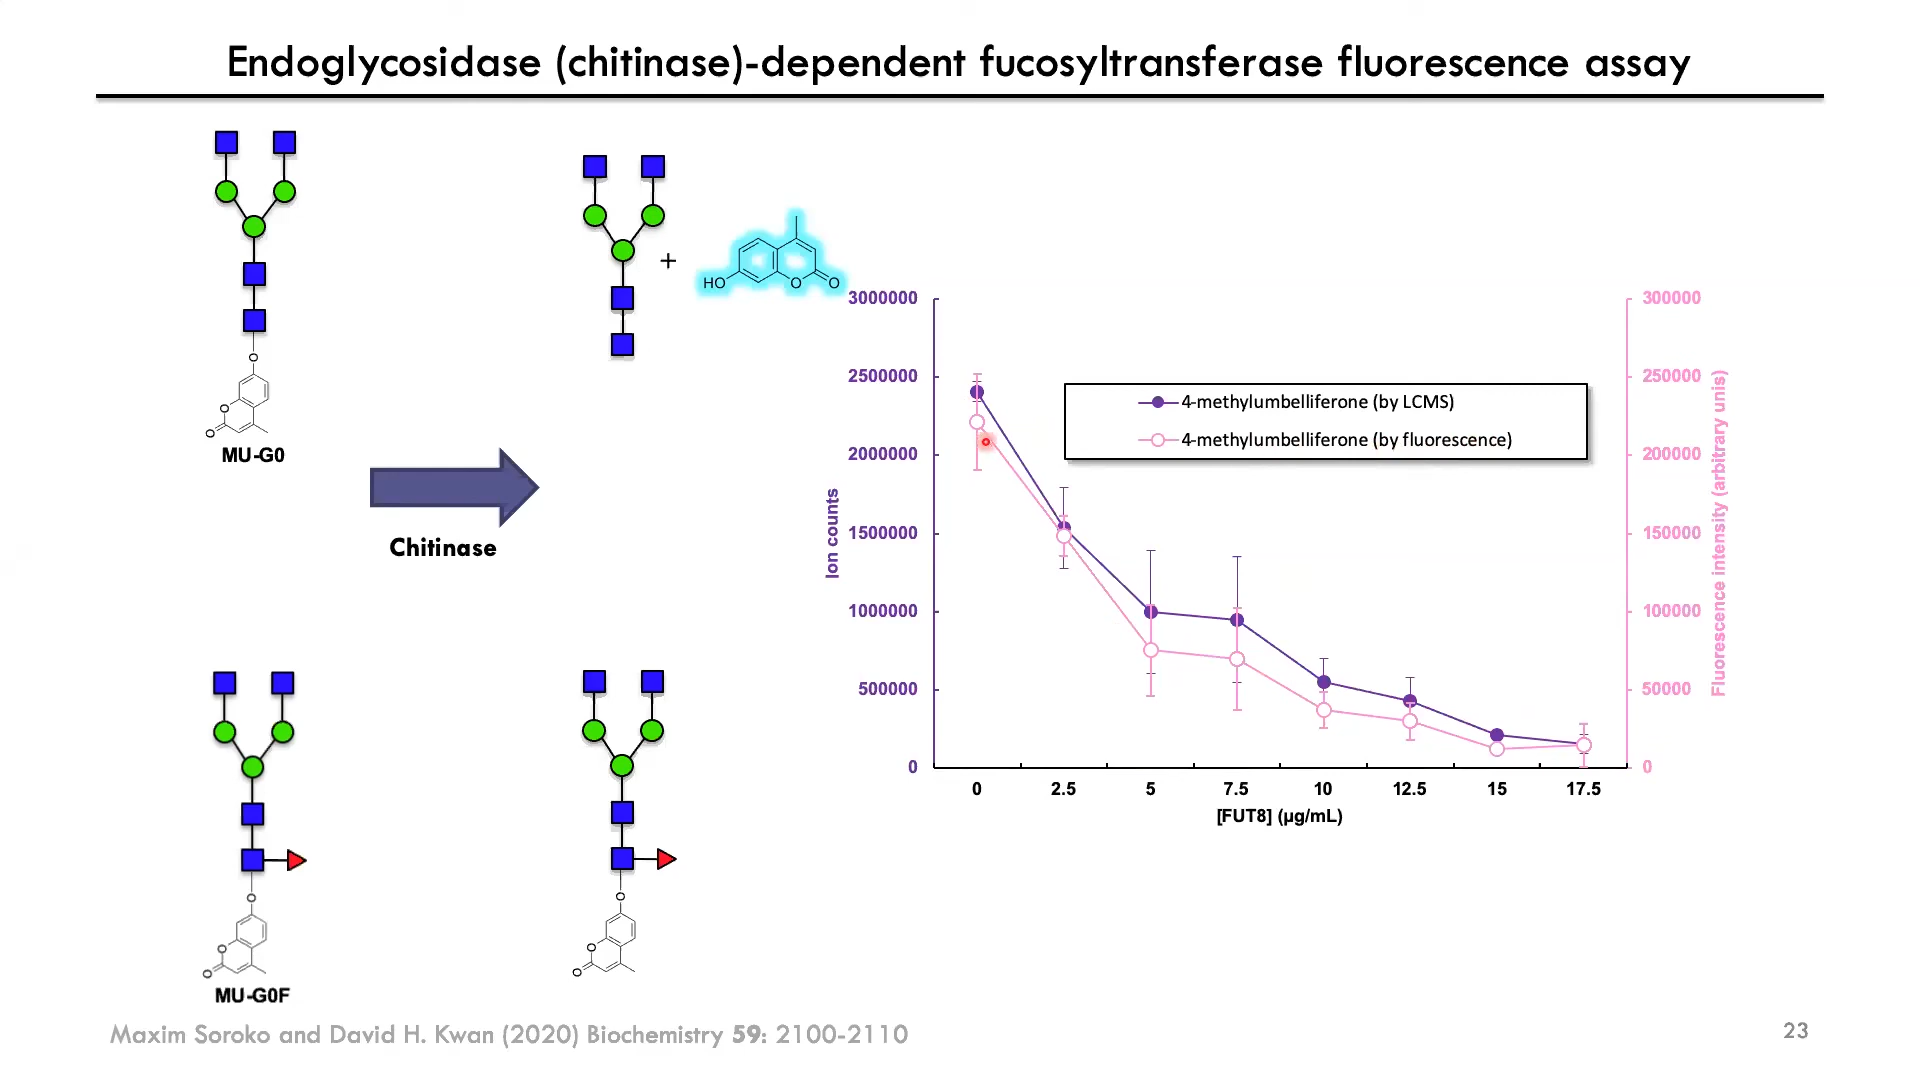 Endoglycosidase (chitinase)-dependent fucosyltransferase fluorescence assay
O
O
O
MU-G0
Chitinase
+
HO
O
O
3000000
2500000
2000000
1500000
1000000
500000
0
Ion counts
4-methylumbelliferone (by LCMS)
4-methylumbelliferone (by fluorescence)
300000
250000
200000
150000
100000
50000
0
Fluorescence intensity (arbitrary unis)
0 2.5 5 7.5 10 12.5 15 17.5
[FUT8] (µg/mL)
O
O
O
MU-G0F
O
O
O
Maxim Soroko and David H. Kwan (2020) Biochemistry 59: 2100-2110
23